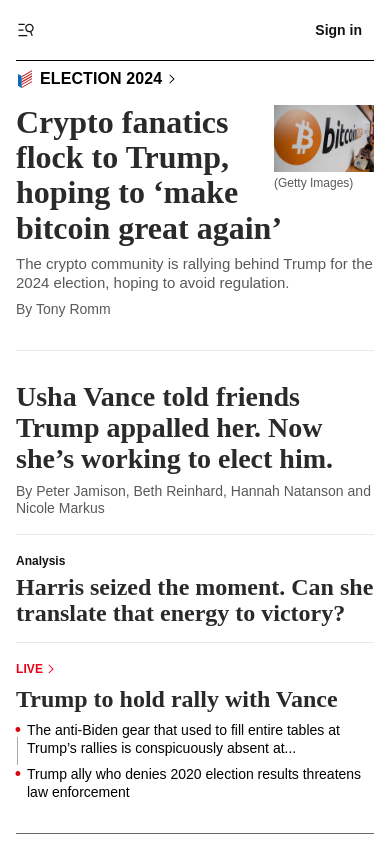 Sign in
ELECTION 2024
Crypto fanatics
flock to Trump,
hoping to ‘make
bitcoin great again’
bitcoin
(Getty Images)
The crypto community is rallying behind Trump for the
2024 election, hoping to avoid regulation.
By Tony Romm
Usha Vance told friends
Trump appalled her. Now
she’s working to elect him.
By Peter Jamison, Beth Reinhard, Hannah Natanson and
Nicole Markus
Analysis
Harris seized the moment. Can she
translate that energy to victory?
LIVE
Trump to hold rally with Vance
The anti-Biden gear that used to fill entire tables at
Trump’s rallies is conspicuously absent at...
Trump ally who denies 2020 election results threatens
law enforcement